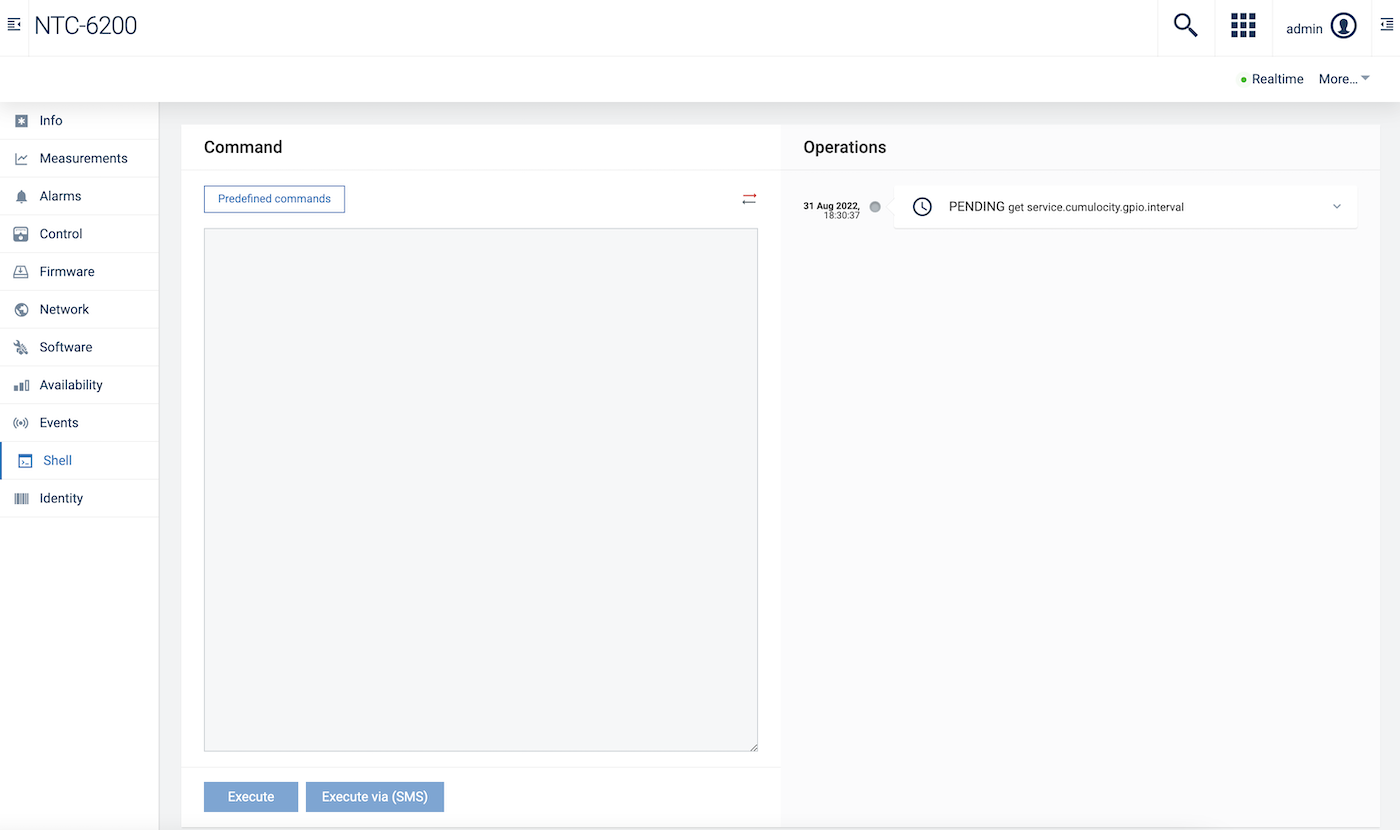 NTC-6200
admin
Realtime
More...
Info
Measurements
Alarms
Control
Firmware
Network
Software
Availability
Events
Shell
Identity
Command
Predefined commands
Execute
Execute via (SMS)
Operations
31 Aug 2022,
18:30:37
PENDING get service.cumulocity.gpio.interval